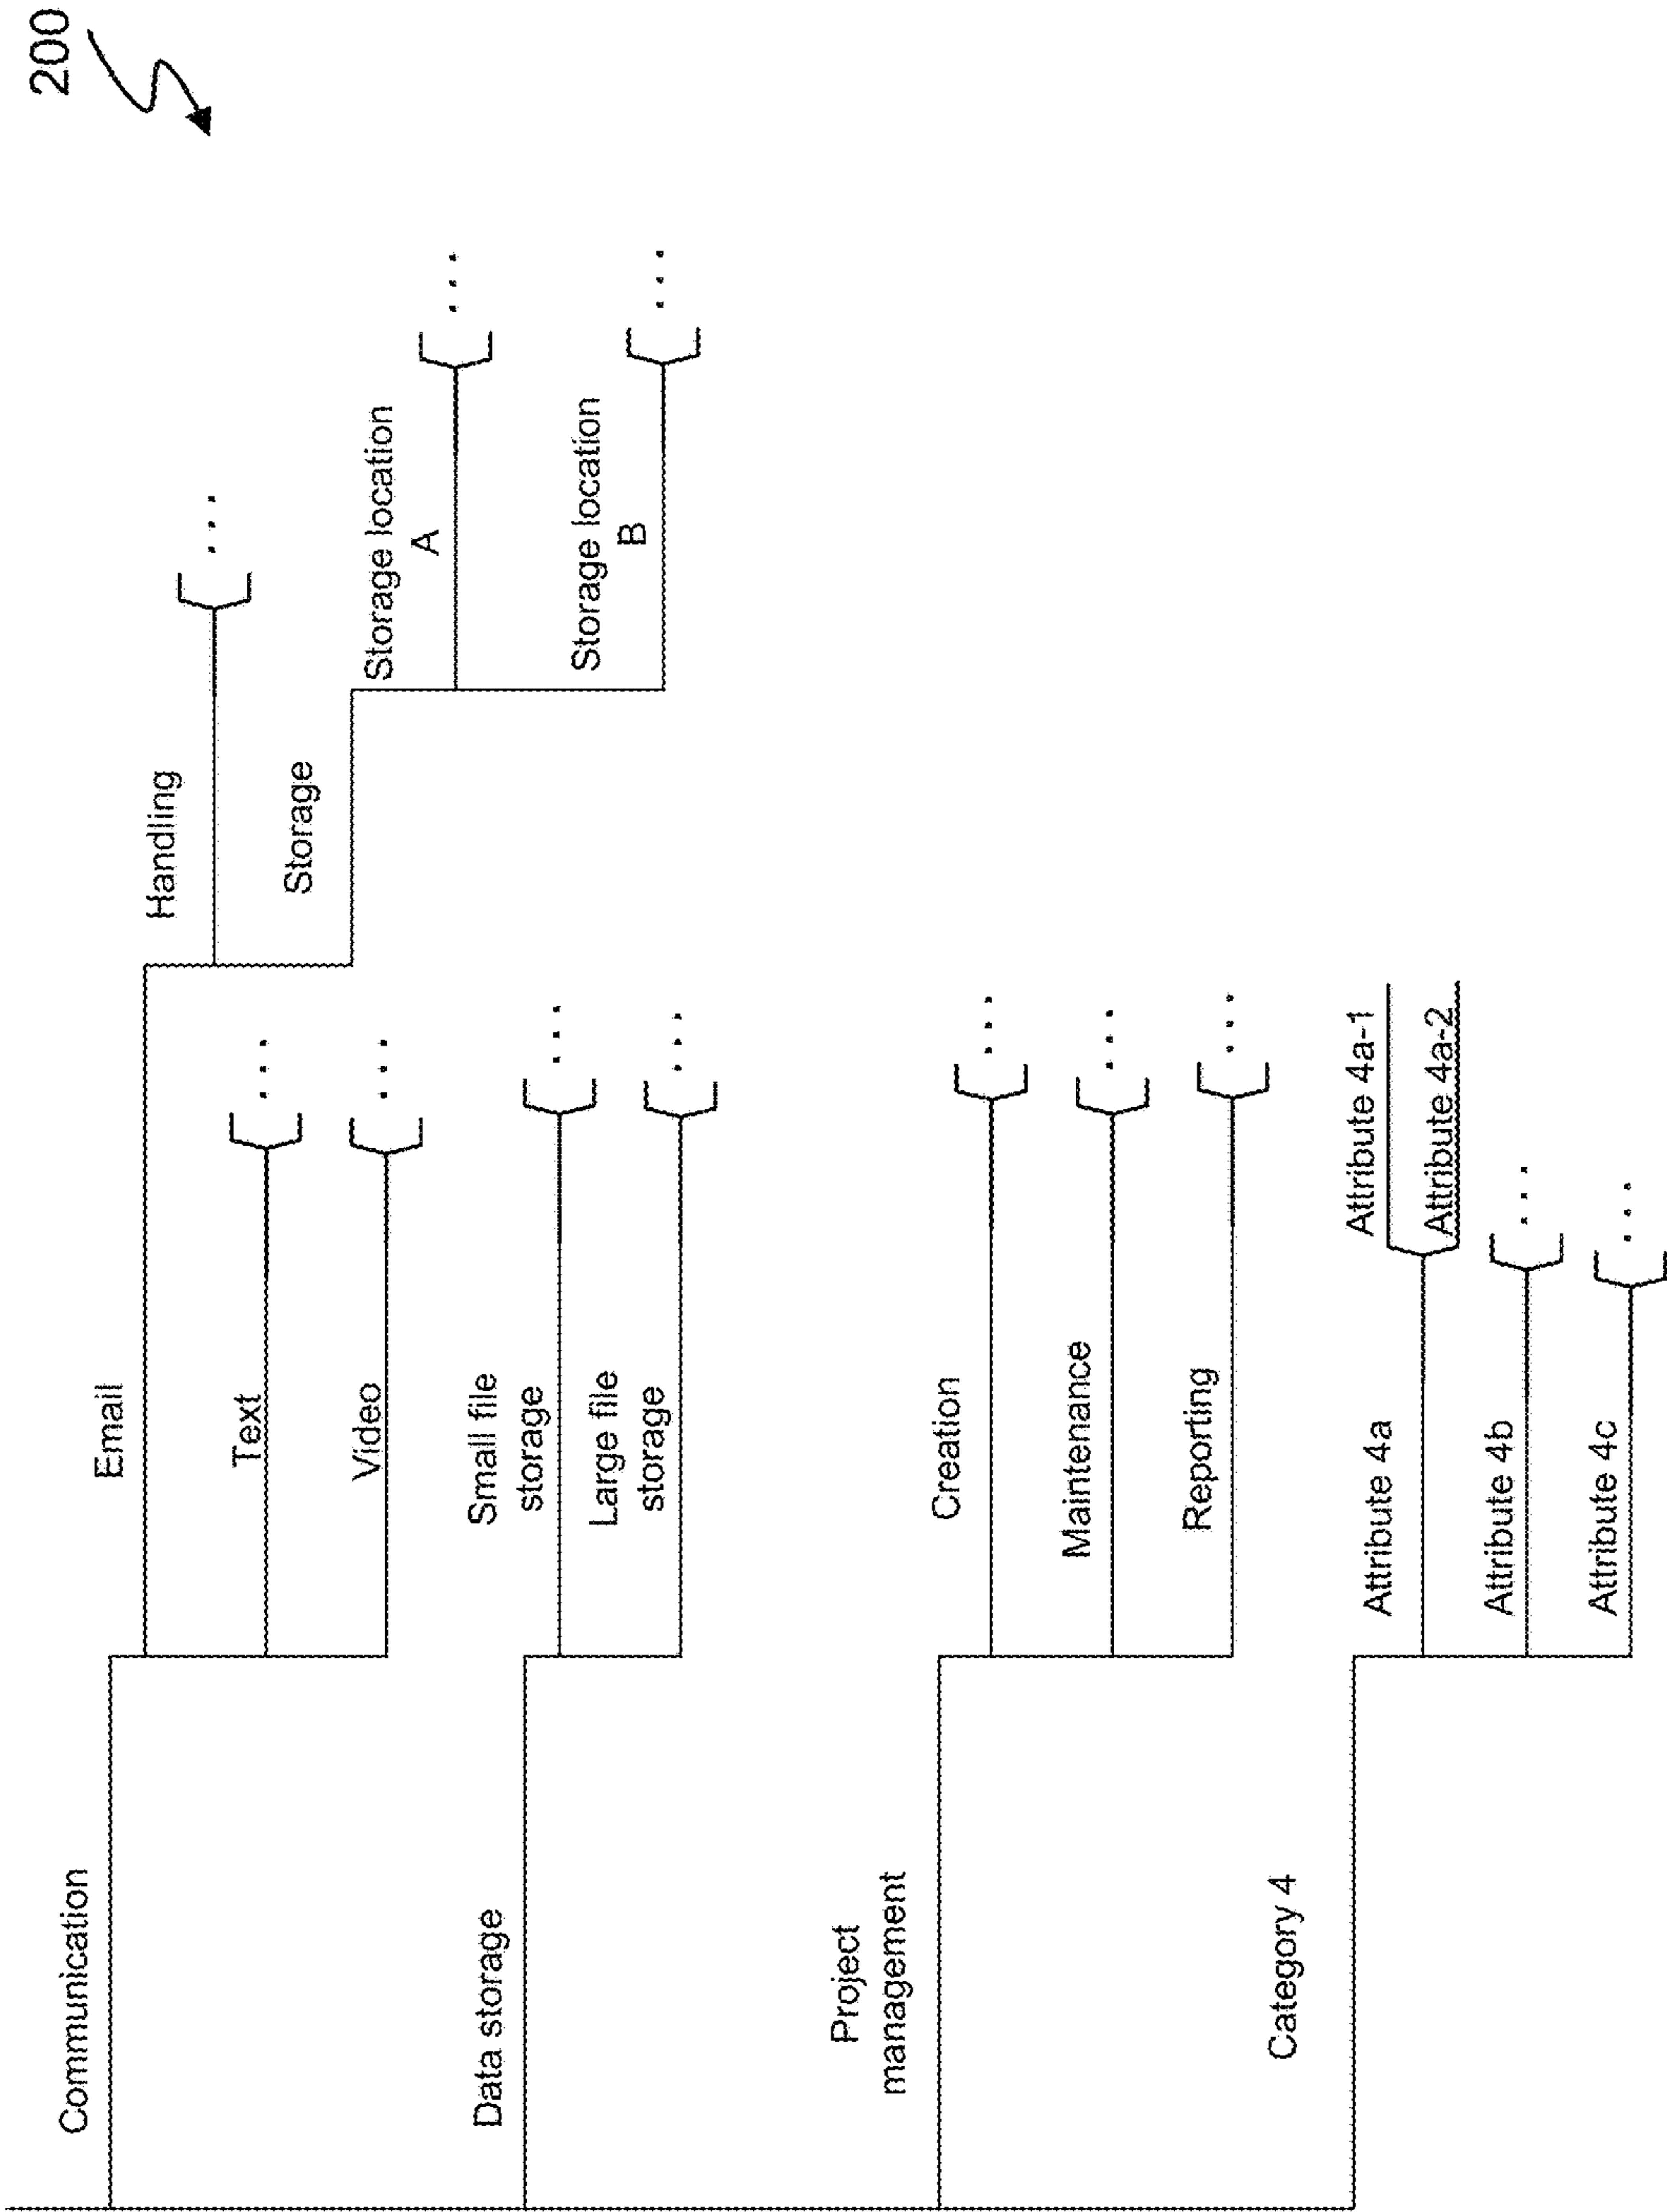 200
Communication
Email
Handling
...
Storage
Storage location
A
...
Storage location
B
...
Text
...
Video
...
Data storage
Small file
storage
...
Large file
storage
...
Project
management
Creation
...
Maintenance
...
Reporting
...
Category 4
Attribute 4a
Attribute 4a-1
Attribute 4a-2
Attribute 4b
...
Attribute 4c
...